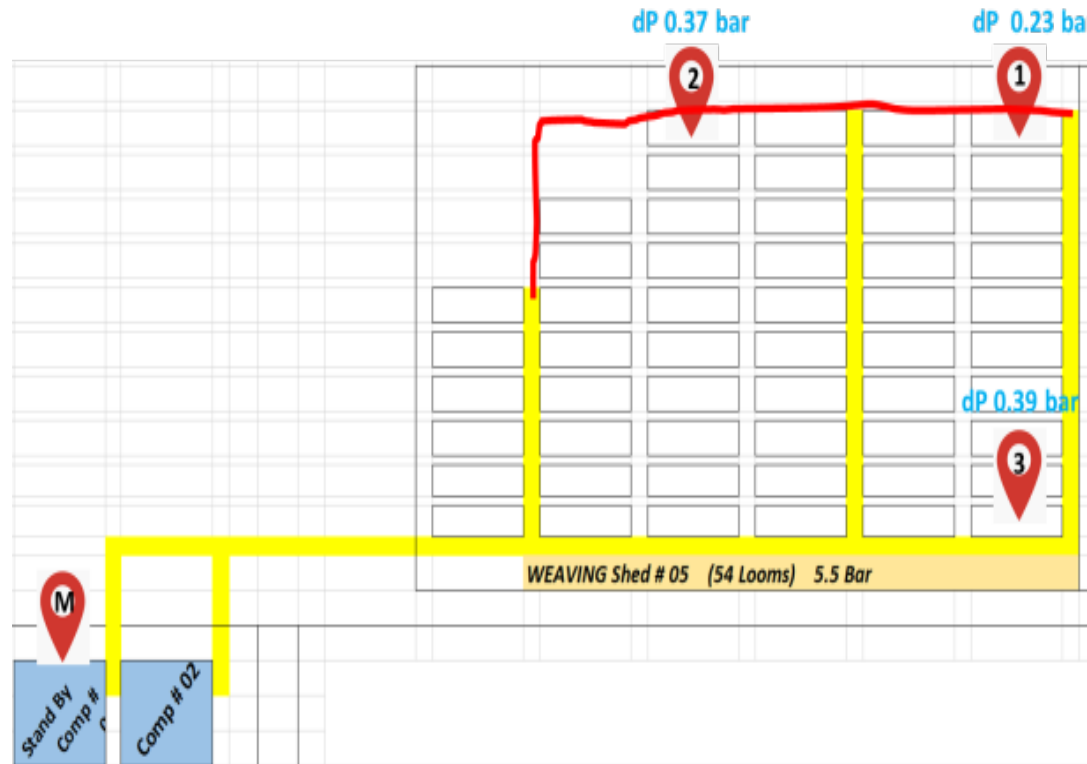 dP 0.37 bar
dP 0.23 ba
2
1
dP 0.39 bar
3
WEAVING Shed # 05 (54 Looms) 5.5 Bar
M
Stand By
Comp #
Comp # 02